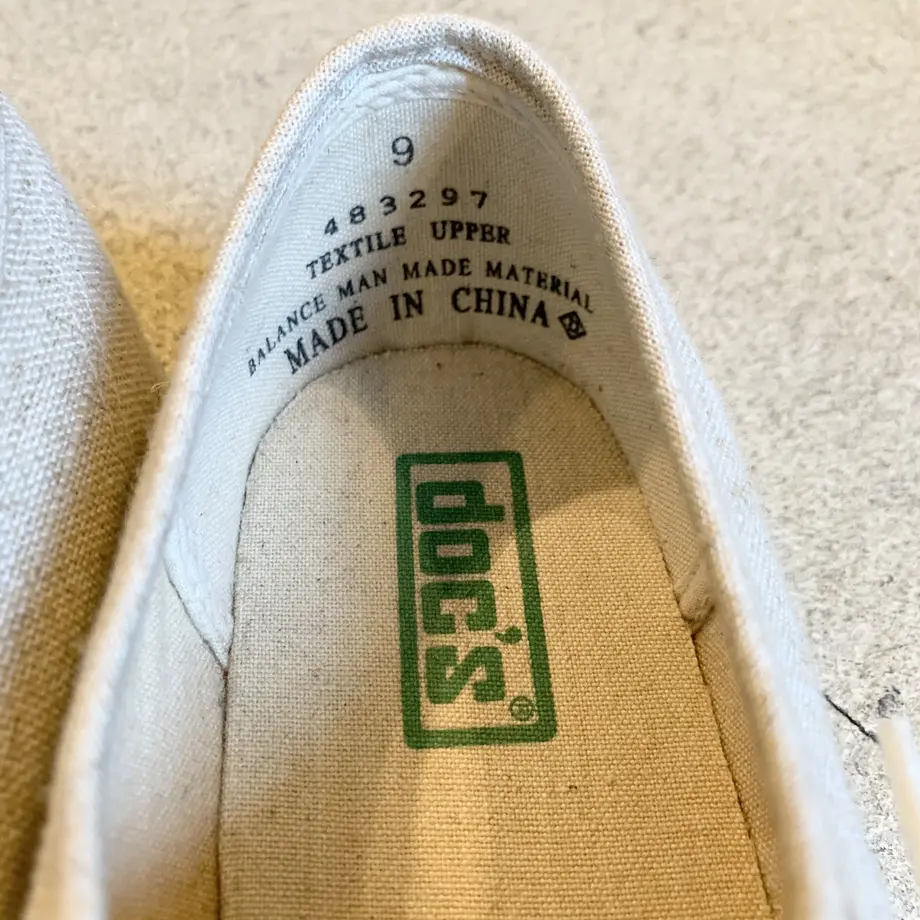 9
483297
TEXTILE UPPER
BALANCE MAN MADE MATERIAL
MADE IN CHINA
doc's®